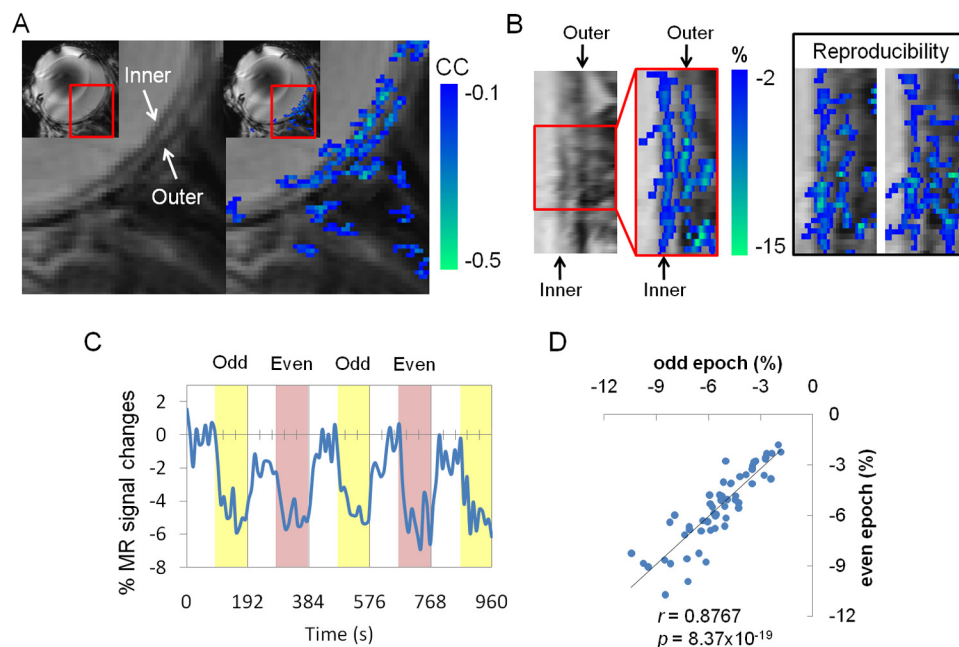 A
Inner
Outer
CC
-0.1
-0.5
B
Outer
Outer
%
-2
-15
Inner
Inner
Reproducibility
C
Odd
Even
Odd
Even
% MR signal changes
2
0
-2
-4
-6
-8
0
192
384
576
768
960
Time (s)
D
odd epoch (%)
-12
-9
-6
-3
0
0
-3
-6
-9
-12
even epoch (%)
r = 0.8767
p = 8.37x10⁻¹⁹